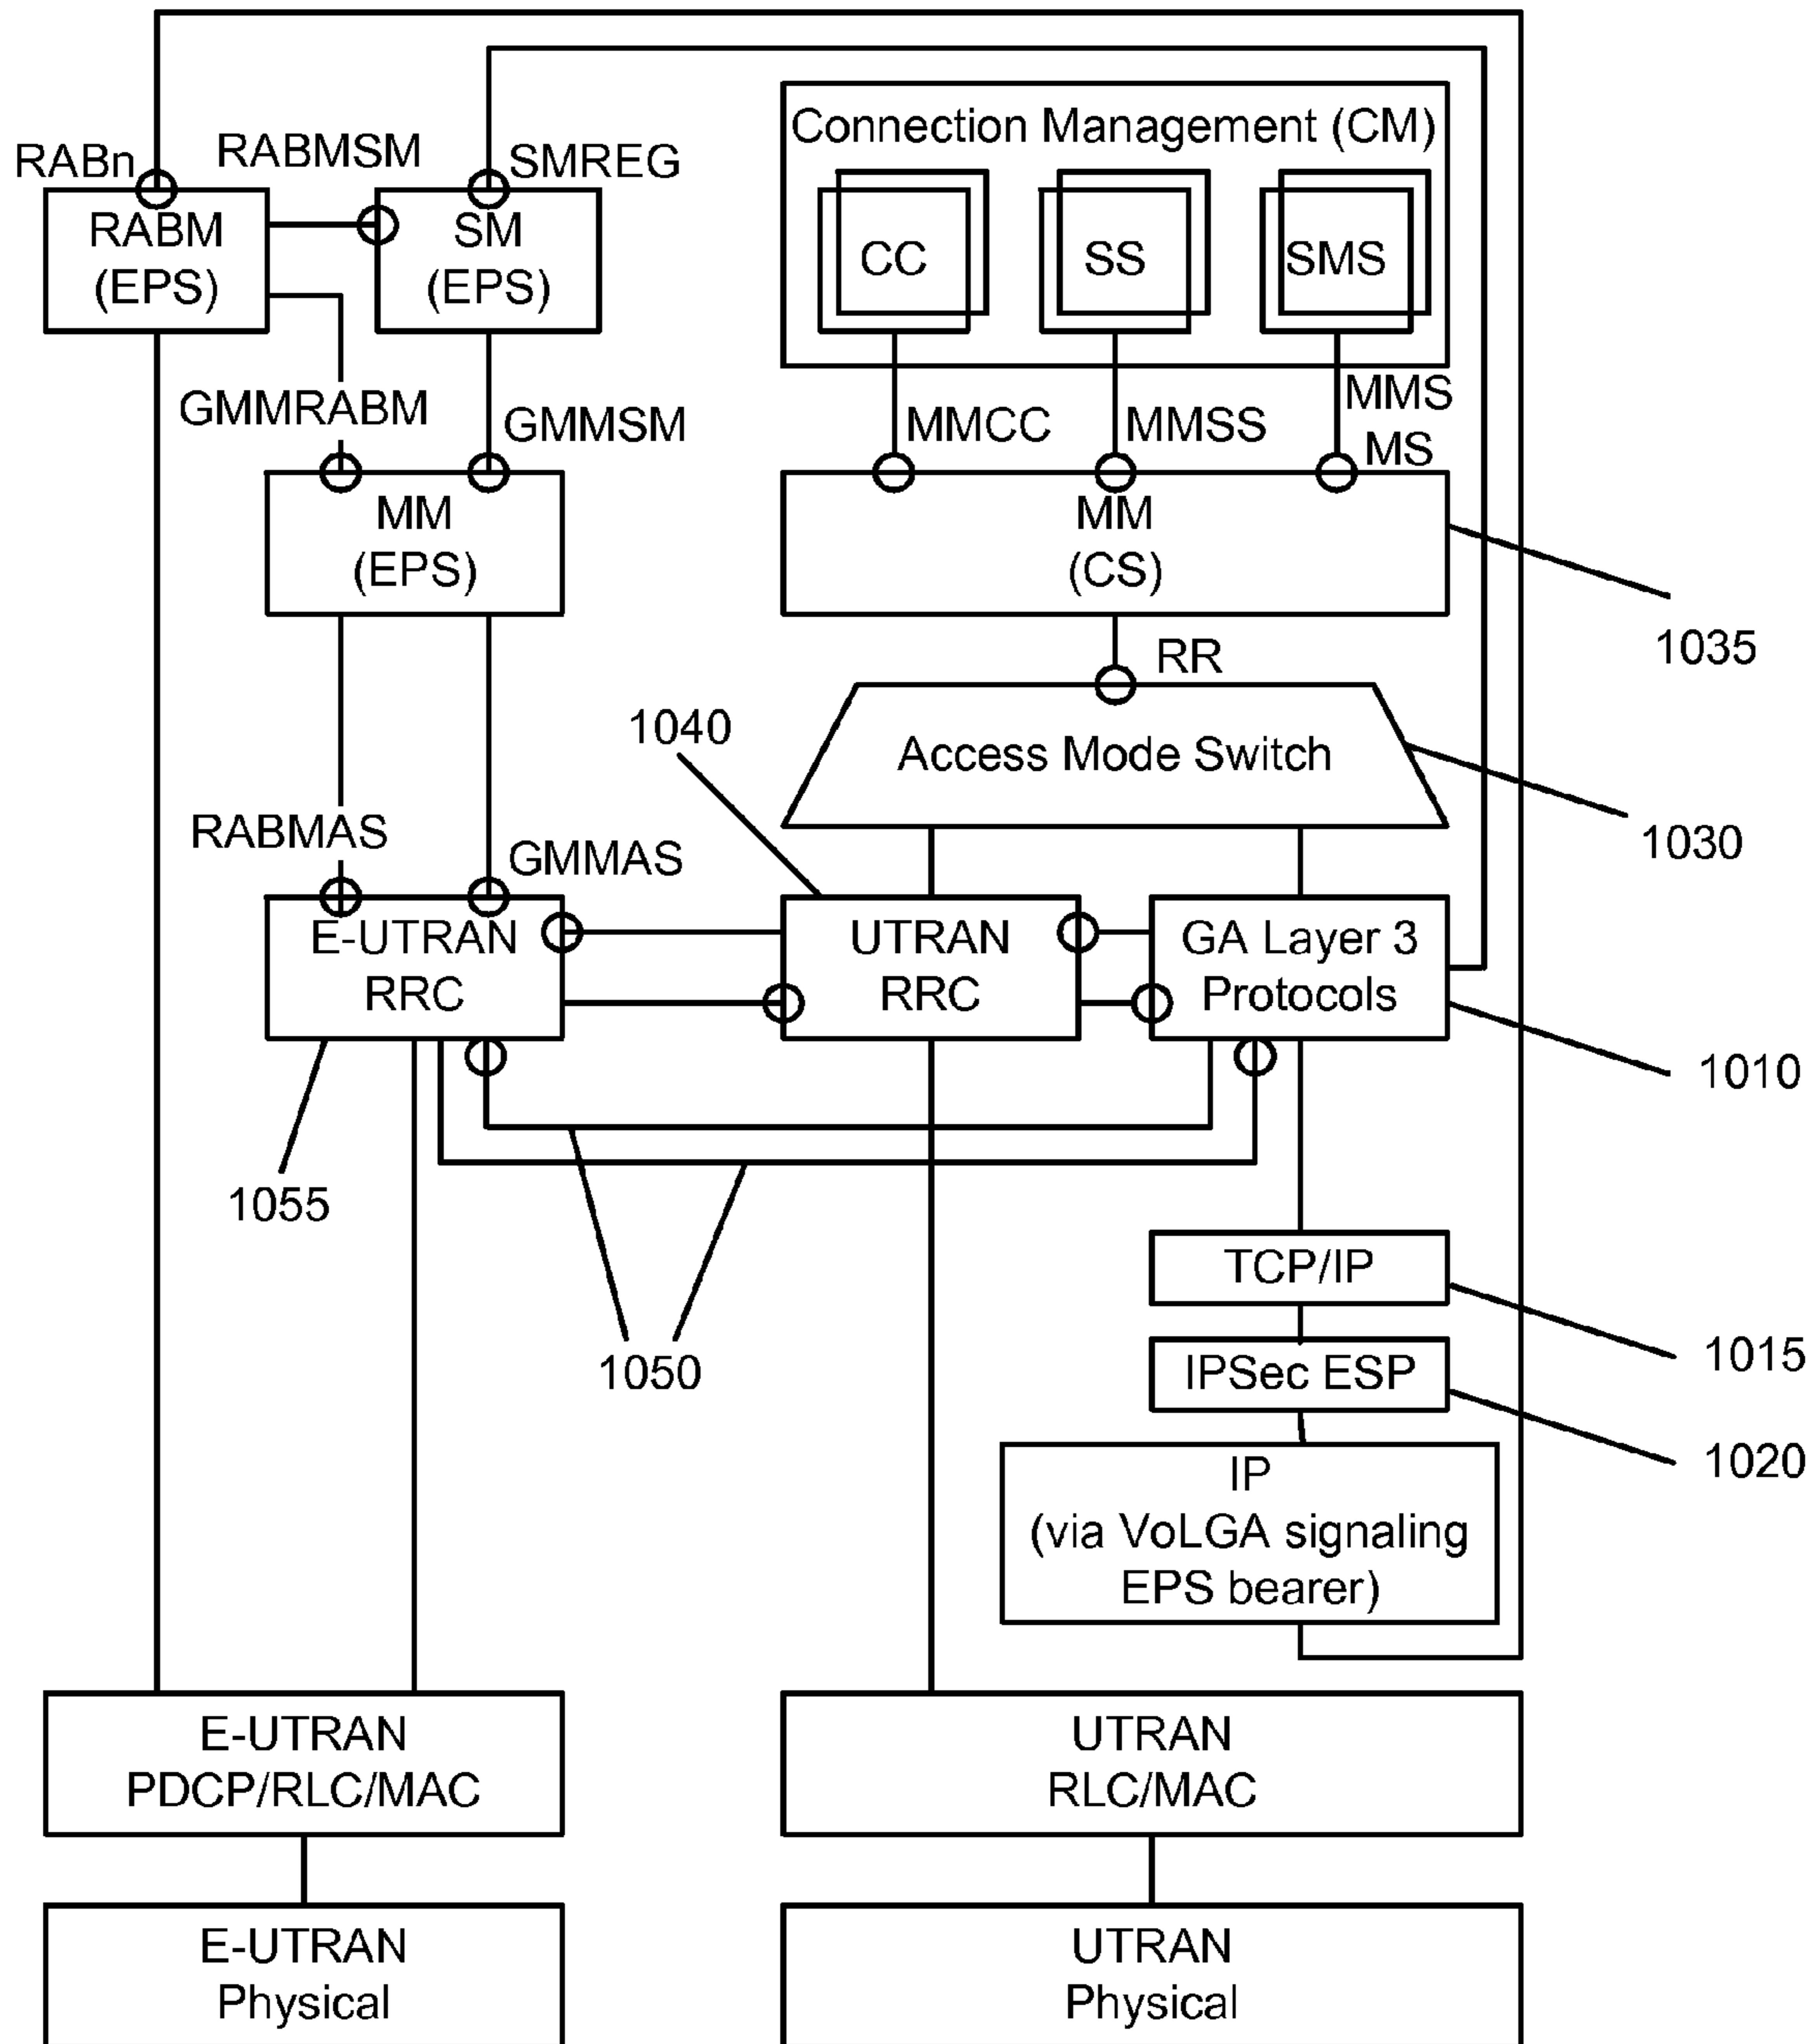 Connection Management (CM)
RABn
RABMSM
SMREG
RABM
(EPS)
SM
(EPS)
CC
SS
SMS
GMMRABM
GMMSM
MMCC
MMSS
MMS
MS
MM
(EPS)
MM
(CS)
1035
RR
1040
Access Mode Switch
1030
RABMAS
GMMAS
E-UTRAN
RRC
UTRAN
RRC
GA Layer 3
Protocols
1010
1055
1050
TCP/IP
1015
IPSec ESP
1020
IP
(via VoLGA signaling
EPS bearer)
E-UTRAN
PDCP/RLC/MAC
UTRAN
RLC/MAC
E-UTRAN
Physical
UTRAN
Physical